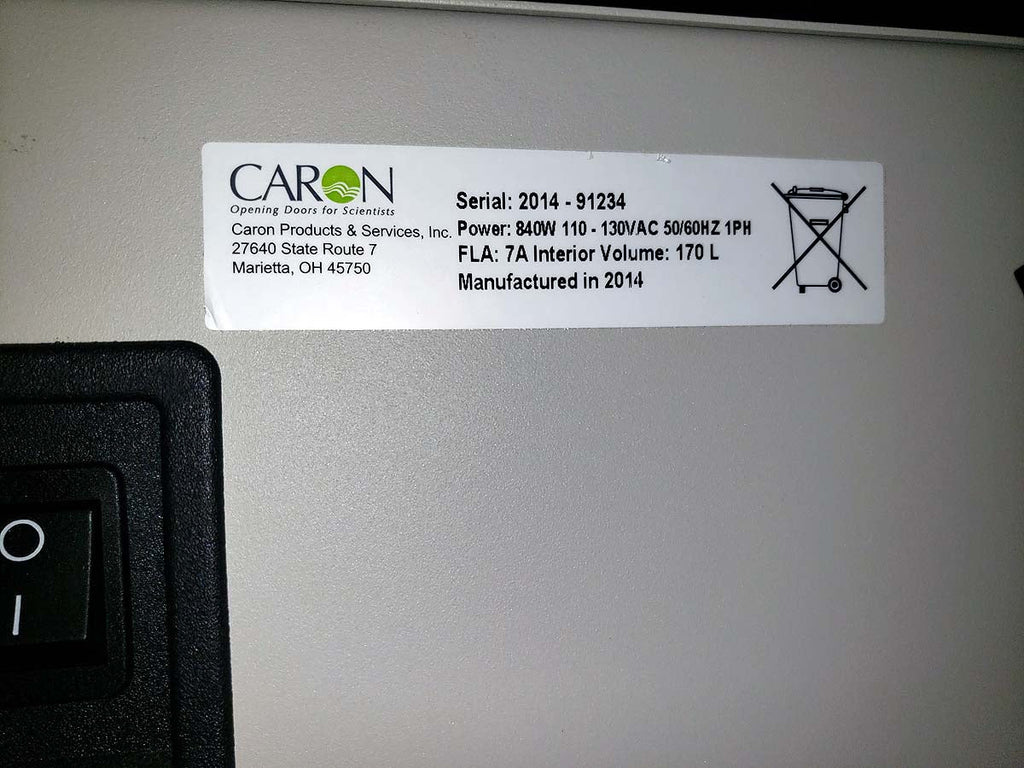 CARON
Opening Doors for Scientists
Caron Products & Services, Inc.
27640 State Route 7
Marietta, OH 45750
Serial: 2014 - 91234
Power: 840W 110 - 130VAC 50/60HZ 1PH
FLA: 7A Interior Volume: 170 L
Manufactured in 2014
O
I